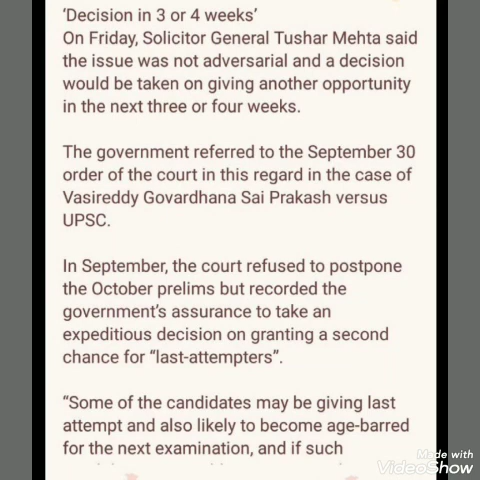 ‘Decision in 3 or 4 weeks’
On Friday, Solicitor General Tushar Mehta said
the issue was not adversarial and a decision
would be taken on giving another opportunity
in the next three or four weeks.
The government referred to the September 30
order of the court in this regard in the case of
Vasireddy Govardhana Sai Prakash versus
UPSC.
In September, the court refused to postpone
the October prelims but recorded the
government’s assurance to take an
expeditious decision on granting a second
chance for “last-attempters”.
“Some of the candidates may be giving last
attempt and also likely to become age-barred
for the next examination, and if such
Made with
VideoShow